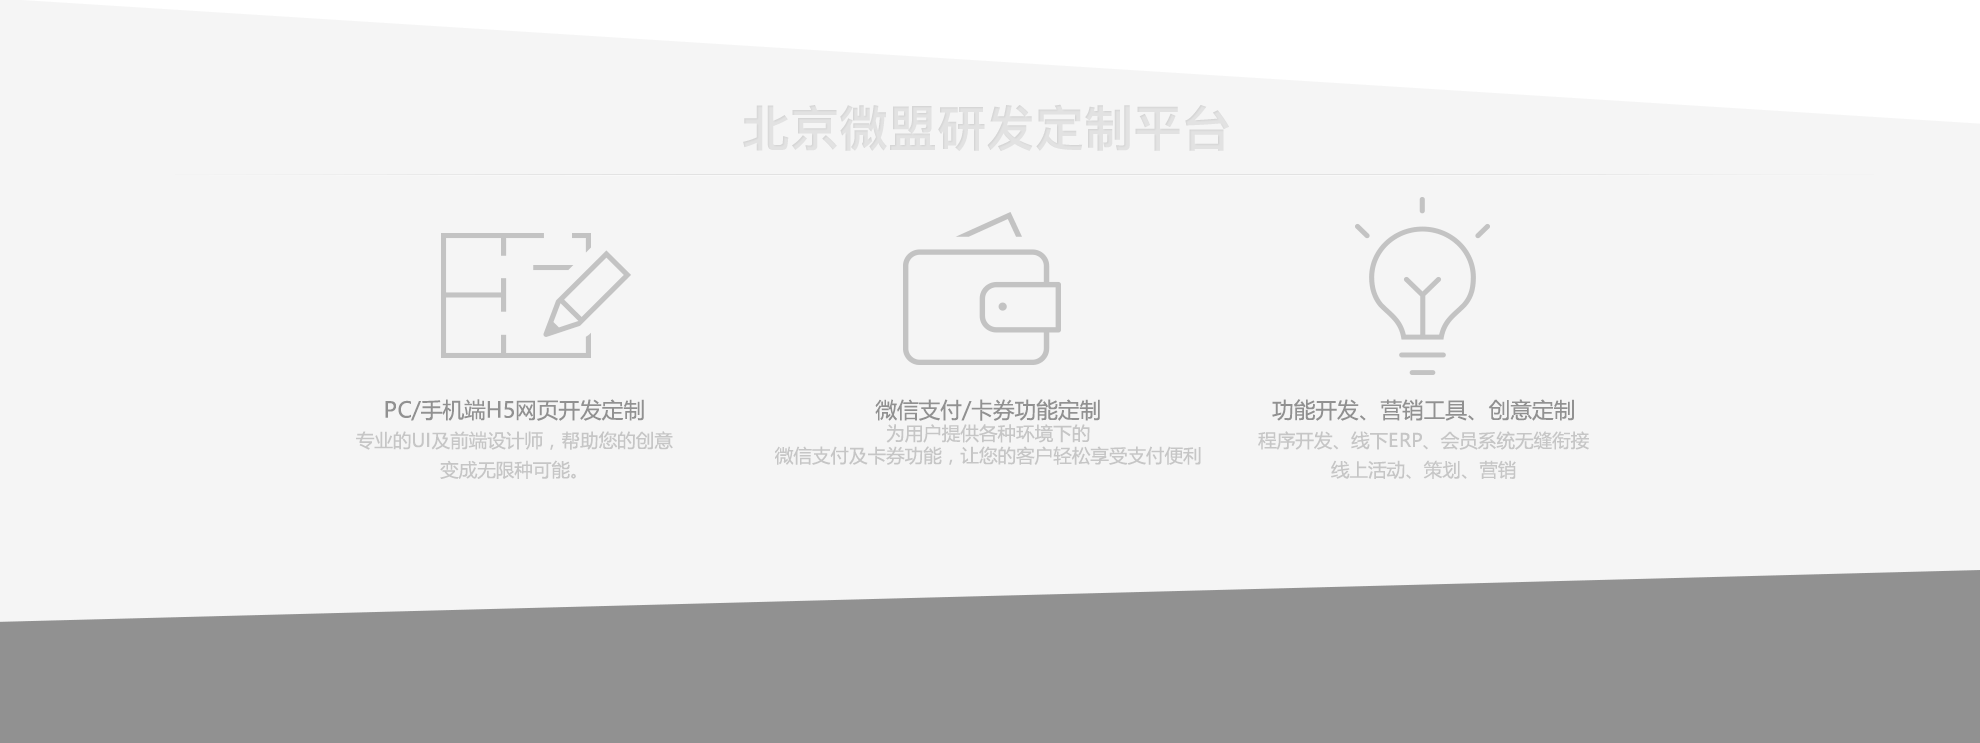 北京微盟研发定制平台
PC/手机端H5网页开发定制
专业的UI及前端设计师，帮助您的创意
变成无限种可能。
微信支付/卡券功能定制
为用户提供各种环境下的
微信支付及卡券功能，让您的客户轻松享受支付便利
功能开发、营销工具、创意定制
程序开发、线下ERP、会员系统无缝衔接
线上活动、策划、营销